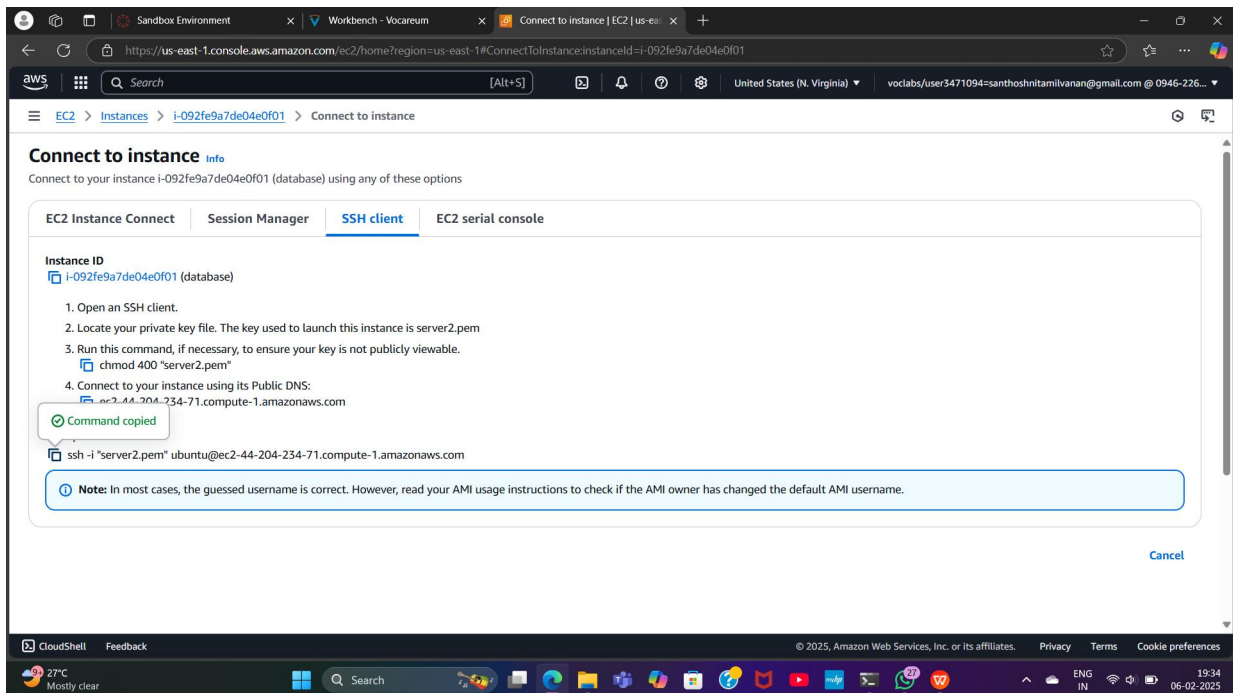 Sandbox Environment
Workbench - Vocareum
Connect to instance | EC2 | us-eas
https://us-east-1.console.aws.amazon.com/ec2/home?region=us-east-1#ConnectToInstance:instanceId=i-092fe9a7de04e0f01
aws Search [Alt+S] United States (N. Virginia) voclabs/user3471094=santhoshnitamilvanan@gmail.com @ 0946-226...
EC2 > Instances > i-092fe9a7de04e0f01 > Connect to instance
Connect to instance Info
Connect to your instance i-092fe9a7de04e0f01 (database) using any of these options
EC2 Instance Connect Session Manager SSH client EC2 serial console
Instance ID
i-092fe9a7de04e0f01 (database)
1. Open an SSH client.
2. Locate your private key file. The key used to launch this instance is server2.pem
3. Run this command, if necessary, to ensure your key is not publicly viewable.
chmod 400 "server2.pem"
4. Connect to your instance using its Public DNS:
ec2-44-204-234-71.compute-1.amazonaws.com
Command copied
ssh -i "server2.pem" ubuntu@ec2-44-204-234-71.compute-1.amazonaws.com
Note: In most cases, the guessed username is correct. However, read your AMI usage instructions to check if the AMI owner has changed the default AMI username.
Cancel
CloudShell Feedback © 2025, Amazon Web Services, Inc. or its affiliates. Privacy Terms Cookie preferences
9+ 27°C
Mostly clear
Search
27
ENG
IN
19:34
06-02-2025